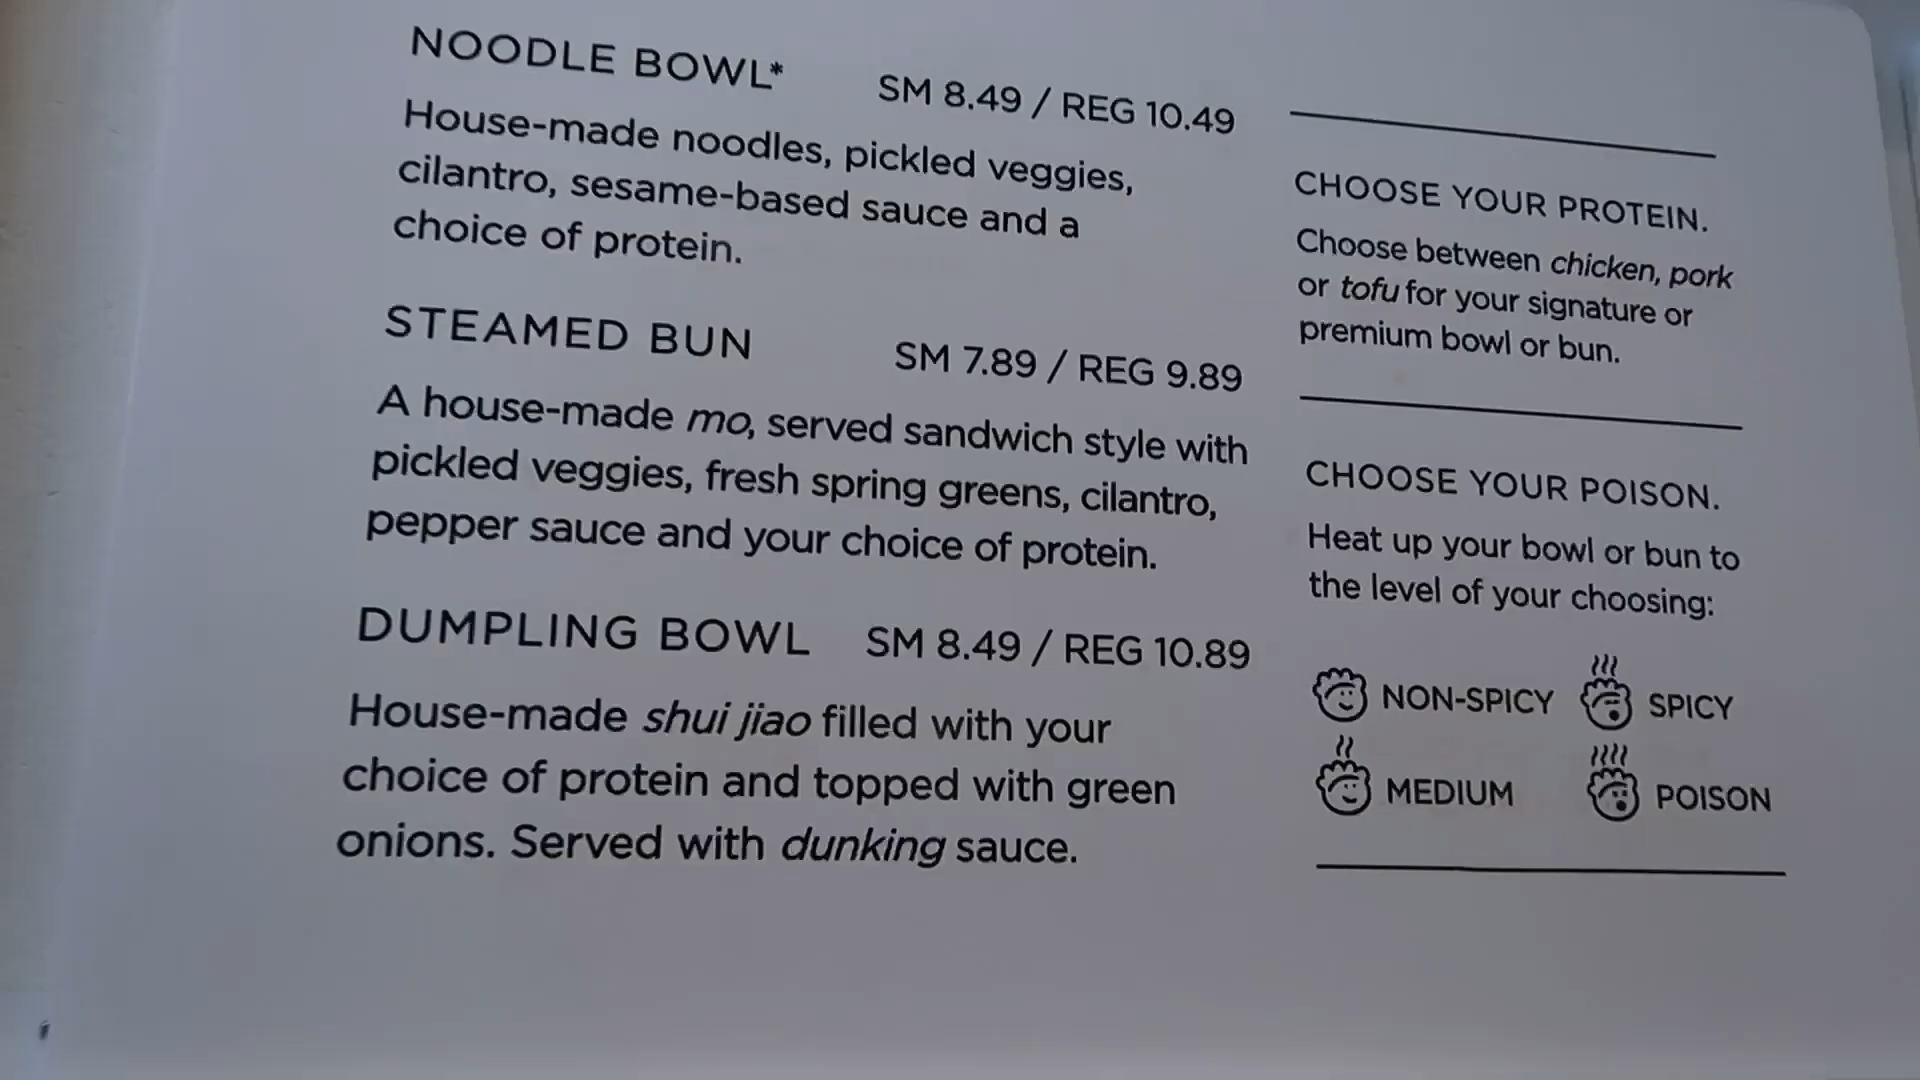 NOODLE BOWL* SM 8.49 / REG 10.49
House-made noodles, pickled veggies,
cilantro, sesame-based sauce and a
choice of protein.
STEAMED BUN SM 7.89 / REG 9.89
A house-made mo, served sandwich style with
pickled veggies, fresh spring greens, cilantro,
pepper sauce and your choice of protein.
DUMPLING BOWL SM 8.49 / REG 10.89
House-made shui jiao filled with your
choice of protein and topped with green
onions. Served with dunking sauce.
CHOOSE YOUR PROTEIN.
Choose between chicken, pork
or tofu for your signature or
premium bowl or bun.
CHOOSE YOUR POISON.
Heat up your bowl or bun to
the level of your choosing:
NON-SPICY SPICY
MEDIUM POISON